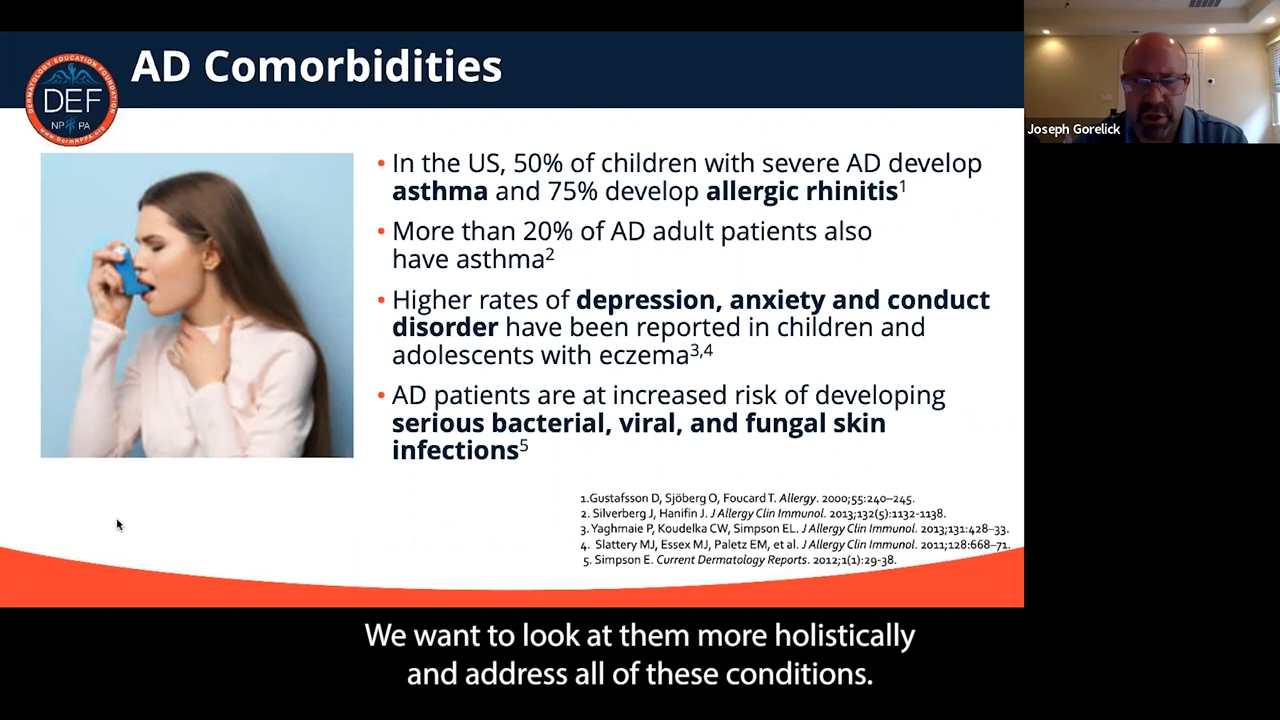 AD Comorbidities
DERMATOLOGY EDUCATION FOUNDATION
DEF
NP PA
www.DermNPPA.org
Joseph Gorelick
• In the US, 50% of children with severe AD develop
asthma and 75% develop allergic rhinitis1
• More than 20% of AD adult patients also
have asthma2
• Higher rates of depression, anxiety and conduct
disorder have been reported in children and
adolescents with eczema3,4
• AD patients are at increased risk of developing
serious bacterial, viral, and fungal skin
infections5
1.Gustafsson D, Sjöberg O, Foucard T. Allergy. 2000;55:240–245.
2. Silverberg J, Hanifin J. J Allergy Clin Immunol. 2013;132(5):1132-1138.
3. Yaghmaie P, Koudelka CW, Simpson EL. J Allergy Clin Immunol. 2013;131:428–33.
4. Slattery MJ, Essex MJ, Paletz EM, et al. J Allergy Clin Immunol. 2011;128:668–71.
5. Simpson E. Current Dermatology Reports. 2012;1(1):29-38.
We want to look at them more holistically
and address all of these conditions.